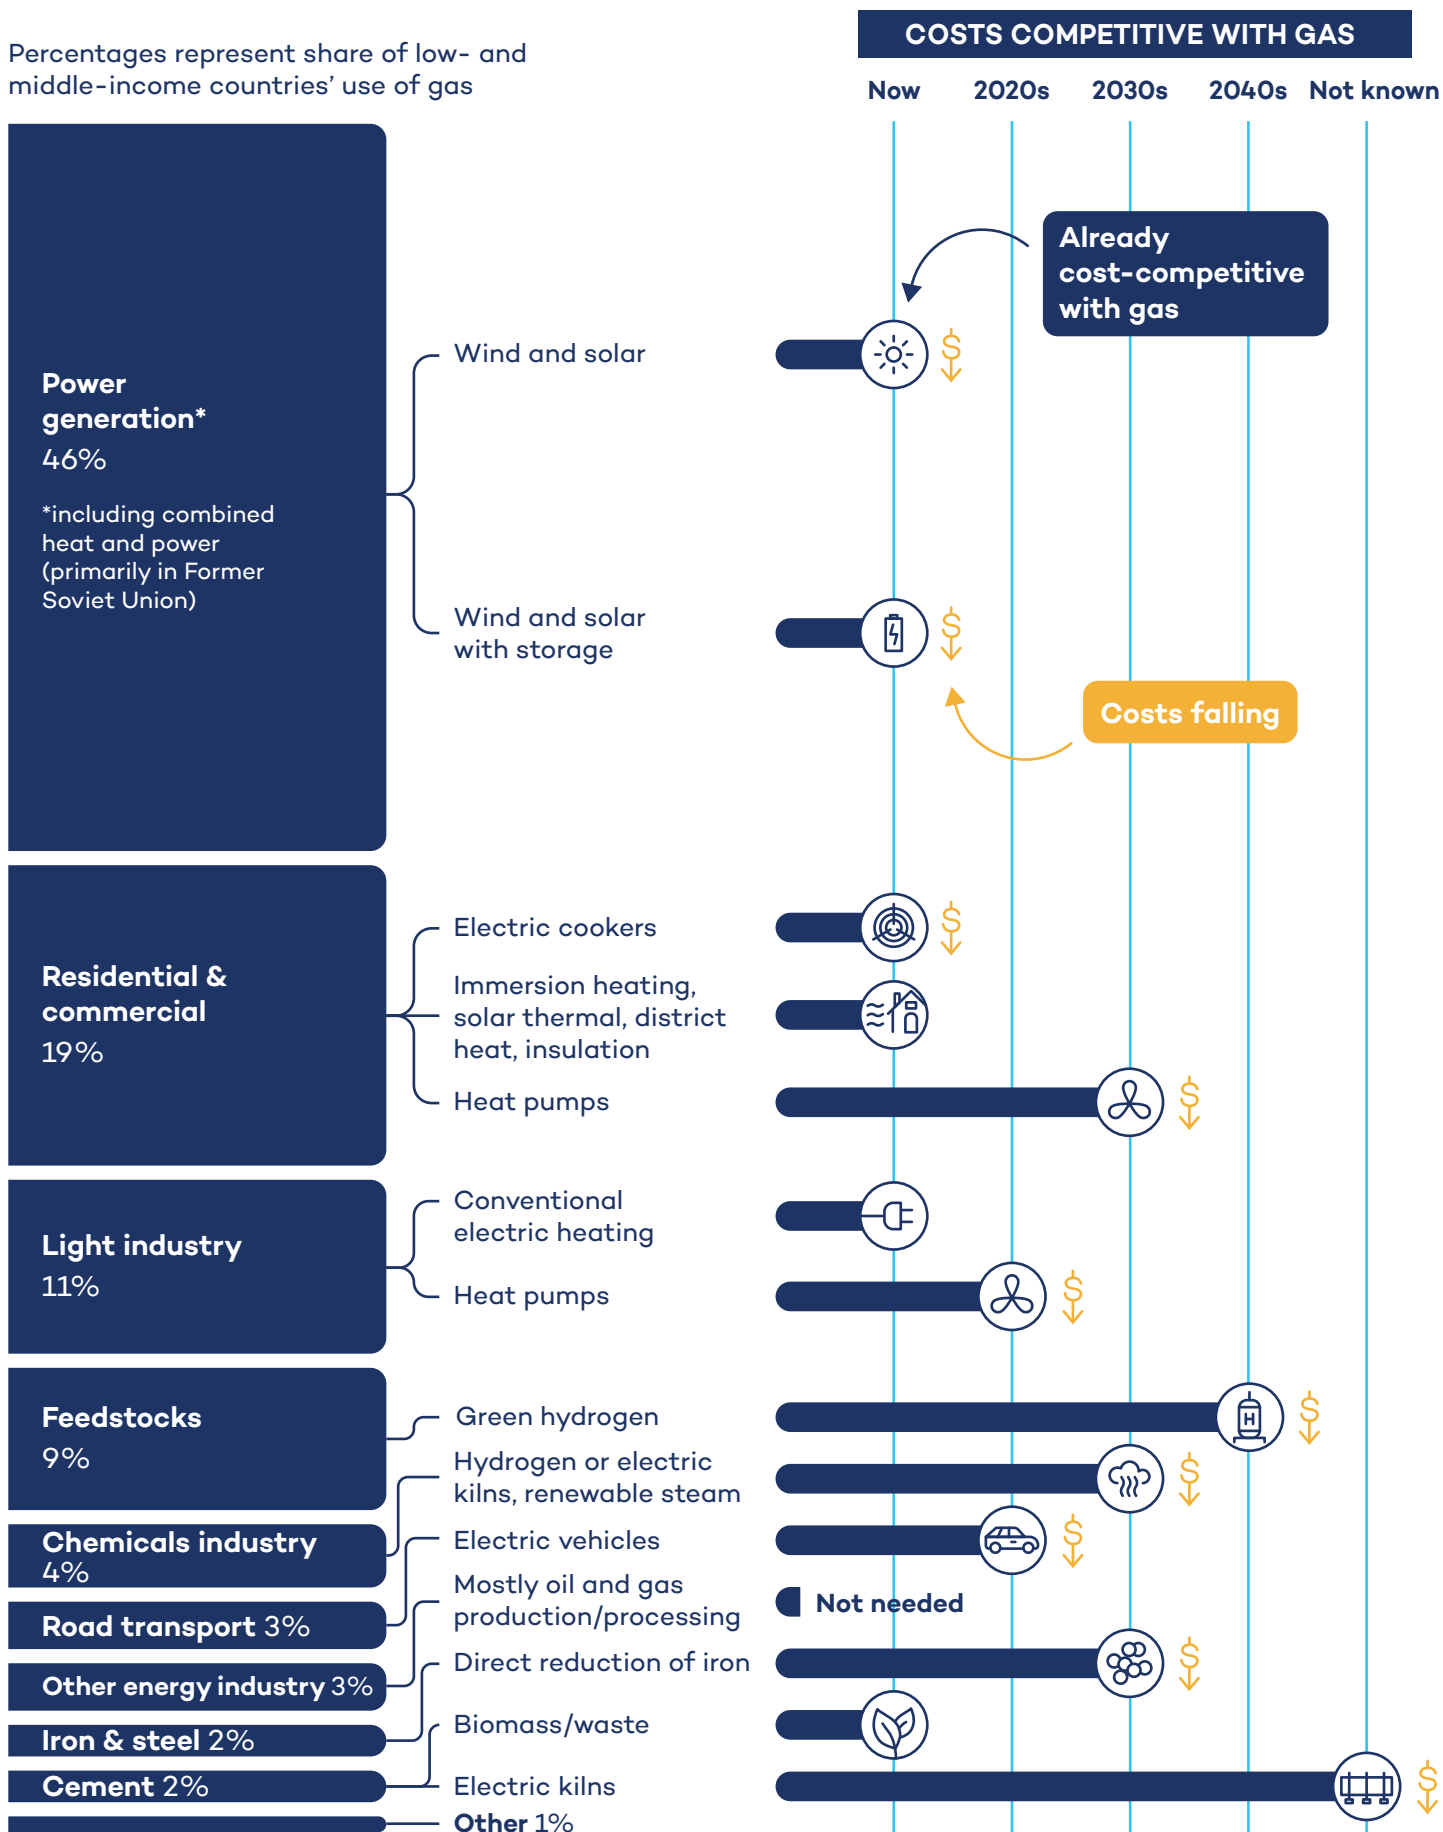 Percentages represent share of low- and
middle-income countries' use of gas
COSTS COMPETITIVE WITH GAS
Now 2020s 2030s 2040s Not known
Already
cost-competitive
with gas
Power
generation*
46%
*including combined
heat and power
(primarily in Former
Soviet Union)
Wind and solar
$
Wind and solar
with storage
$
Costs falling
Residential &
commercial
19%
Electric cookers
$
Immersion heating,
solar thermal, district
heat, insulation
Heat pumps
$
Light industry
11%
Conventional
electric heating
Heat pumps
$
Feedstocks
9%
Green hydrogen
H
$
Chemicals industry
4%
Hydrogen or electric
kilns, renewable steam
$
Road transport 3%
Electric vehicles
$
Other energy industry 3%
Mostly oil and gas
production/processing
Not needed
Iron & steel 2%
Direct reduction of iron
$
Cement 2%
Biomass/waste
Electric kilns
$
Other 1%